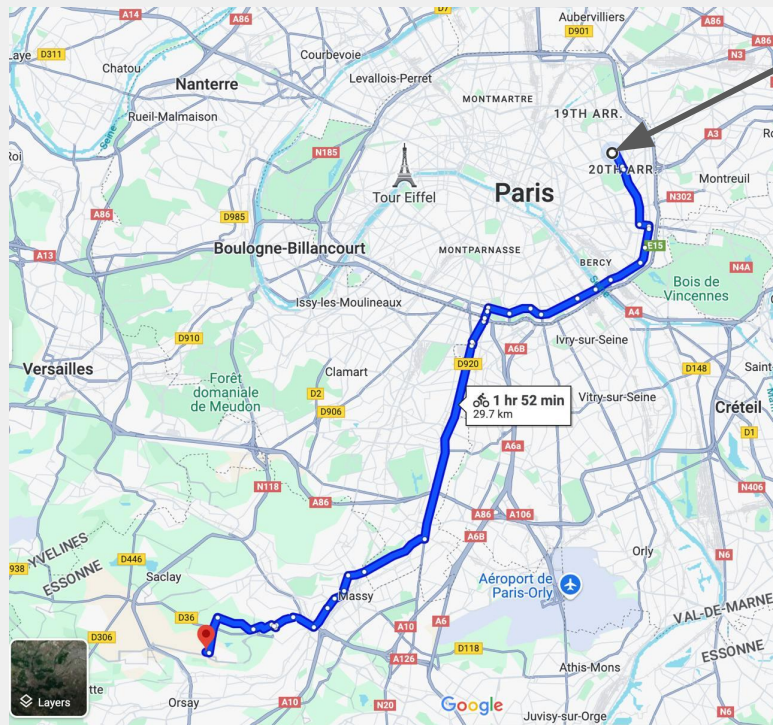 A14
A86
D7
Aubervilliers
D901
A86
N3
D311
Chatou
Courbevoie
Nanterre
Levallois-Perret
MONTMARTRE
19TH ARR.
Seine
Rueil-Malmaison
A3
N185
Tour Eiffel
Paris
20TH ARR.
Montreuil
N302
A86
D985
A13
Boulogne-Billancourt
MONTPARNASSE
BERCY
E15
N4A
Seine
Bois de
Vincennes
Issy-les-Moulineaux
A4
D910
Ivry-sur-Seine
A6B
Versailles
Forêt
domaniale
de Meudon
Clamart
D920
D148
D2
D906
1 hr 52 min
29.7 km
Vitry-sur-Seine
Créteil
D1
A6a
N118
A86
N406
A86
A106
A6B
YVELINES
ESSONNE
D446
Saclay
Orly
N6
Aéroport de
Paris-Orly
D36
Massy
VAL-DE-MARNE
ESSONNE
D306
A10
A6
D118
A126
Athis-Mons
Layers
Orsay
A10
N20
Google
Juvisy-sur-Orge
N6